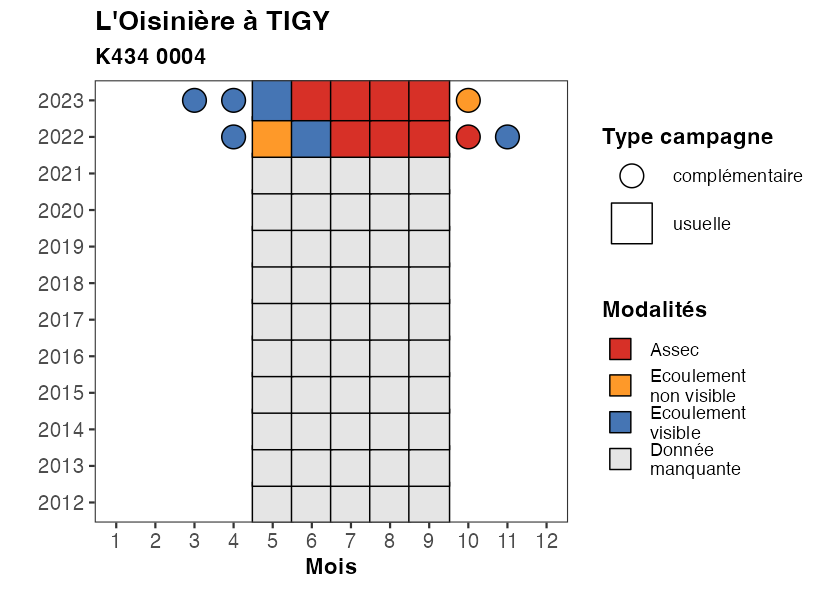 L'Oisinière à TIGY
K434 0004
2023
2022
2021
2020
2019
2018
2017
2016
2015
2014
2013
2012
1 2 3 4 5 6 7 8 9 10 11 12
Mois
Type campagne
complémentaire
usuelle
Modalités
Assec
Ecoulement
non visible
Ecoulement
visible
Donnée
manquante